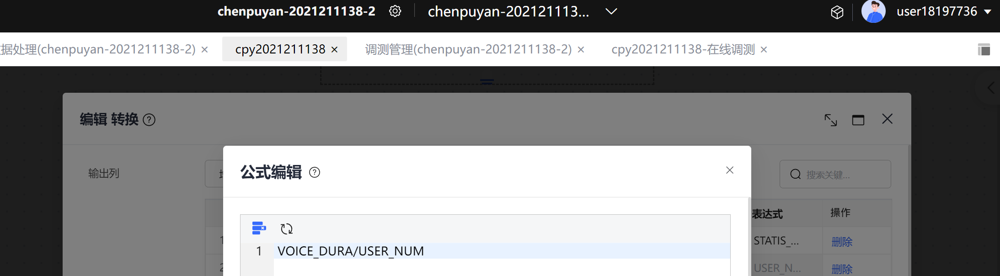 chenpuyan-2021211138-2
chenpuyan-202121113...
user18197736
据处理(chenpuyan-2021211138-2)
cpy2021211138
调测管理(chenpuyan-2021211138-2)
cpy2021211138-在线调测
编辑 转换
输出列
公式编辑
搜索关键...
表达式
操作
1
VOICE_DURA/USER_NUM
STATIS_...
删除
USER_N...
删除